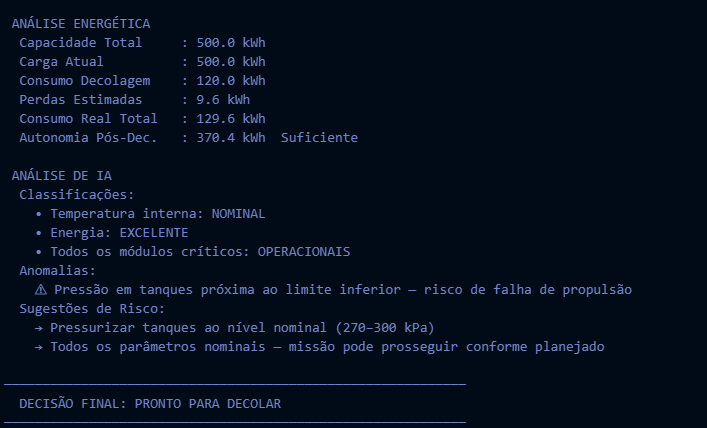 ANÁLISE ENERGÉTICA
Capacidade Total : 500.0 kWh
Carga Atual : 500.0 kWh
Consumo Decolagem : 120.0 kWh
Perdas Estimadas : 9.6 kWh
Consumo Real Total : 129.6 kWh
Autonomia Pós-Dec. : 370.4 kWh Suficiente
ANÁLISE DE IA
Classificações:
• Temperatura interna: NOMINAL
• Energia: EXCELENTE
• Todos os módulos críticos: OPERACIONAIS
Anomalias:
⚠ Pressão em tanques próxima ao limite inferior — risco de falha de propulsão
Sugestões de Risco:
→ Pressurizar tanques ao nível nominal (270–300 kPa)
→ Todos os parâmetros nominais — missão pode prosseguir conforme planejado
DECISÃO FINAL: PRONTO PARA DECOLAR